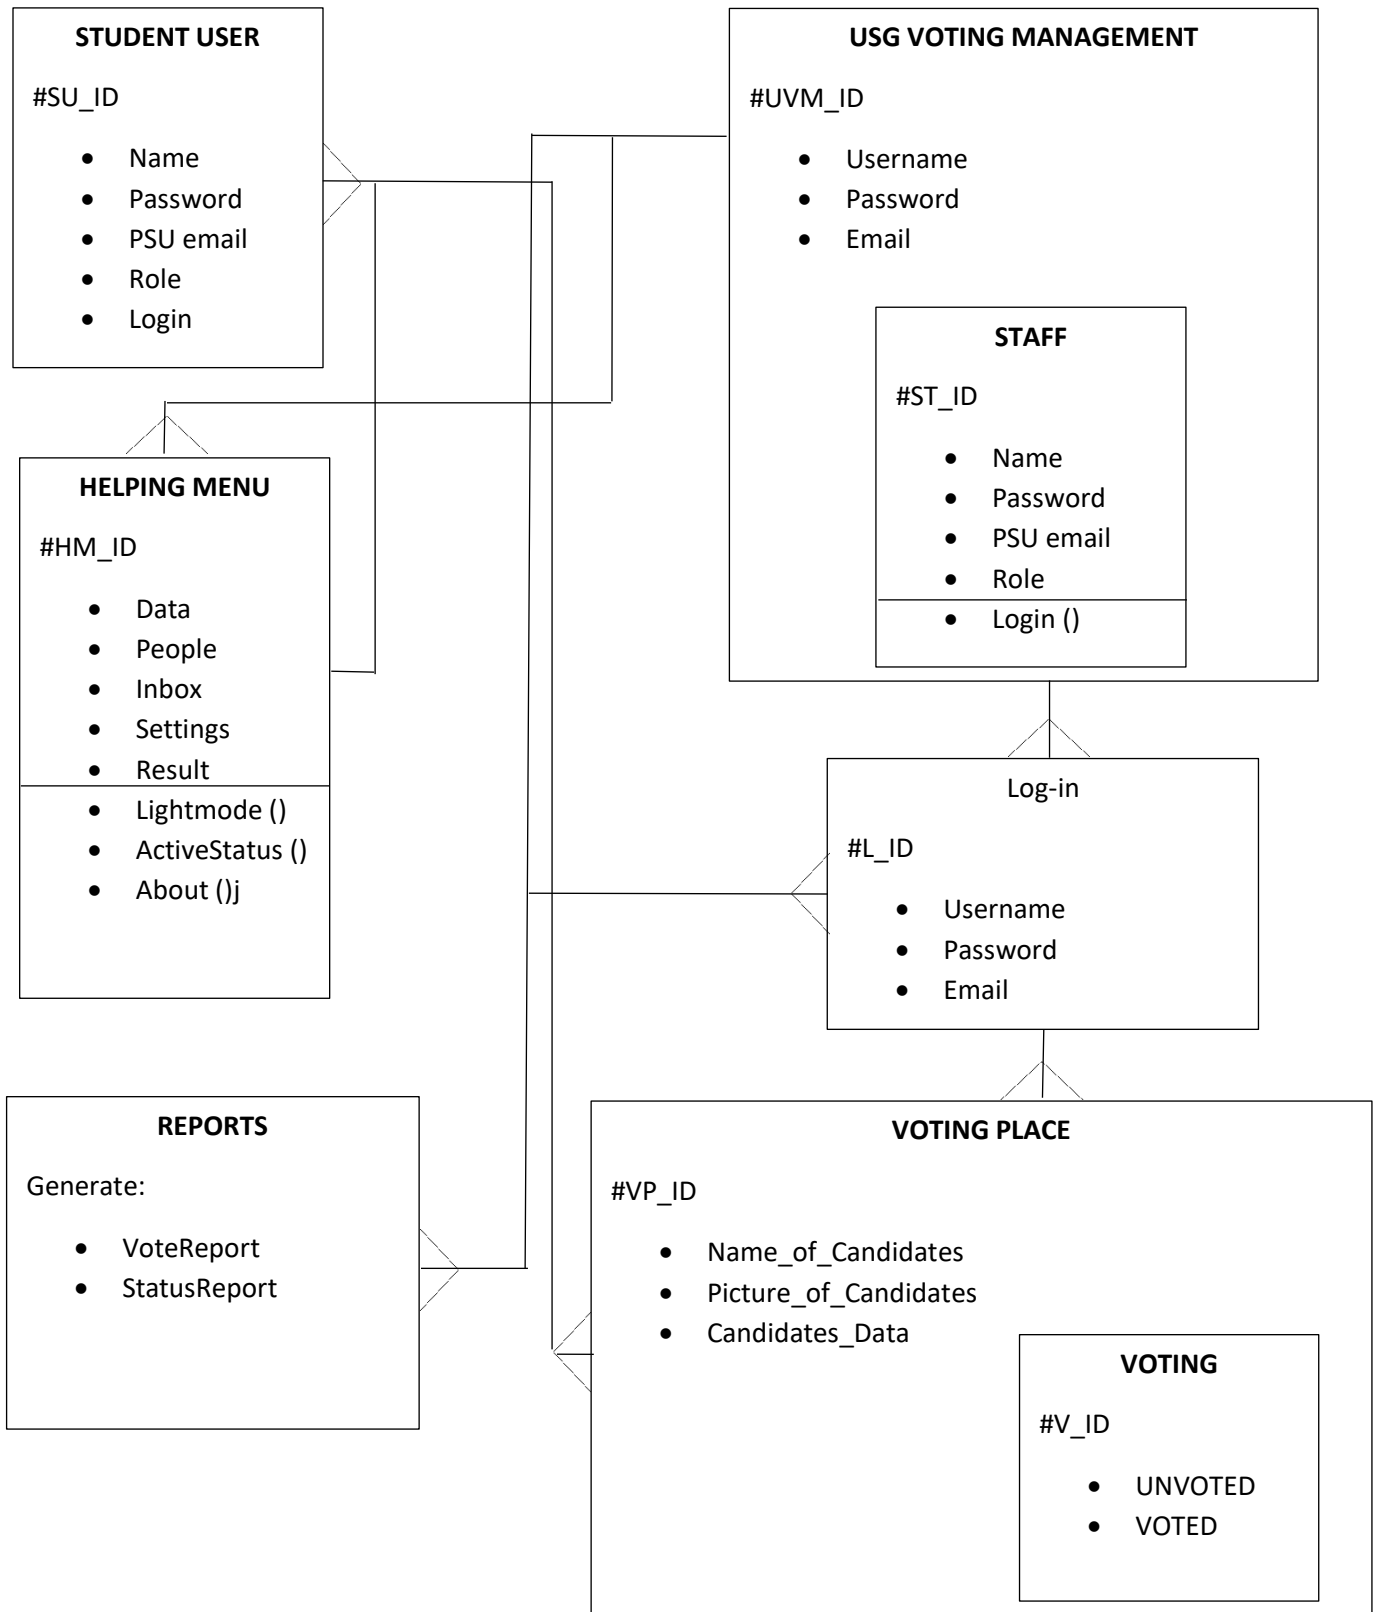 STUDENT USER
#SU_ID
• Name
• Password
• PSU email
• Role
• Login
USG VOTING MANAGEMENT
#UVM_ID
• Username
• Password
• Email
STAFF
#ST_ID
• Name
• Password
• PSU email
• Role
• Login ()
HELPING MENU
#HM_ID
• Data
• People
• Inbox
• Settings
• Result
• Lightmode ()
• ActiveStatus ()
• About ()j
Log-in
#L_ID
• Username
• Password
• Email
REPORTS
Generate:
• VoteReport
• StatusReport
VOTING PLACE
#VP_ID
• Name_of_Candidates
• Picture_of_Candidates
• Candidates_Data
VOTING
#V_ID
• UNVOTED
• VOTED